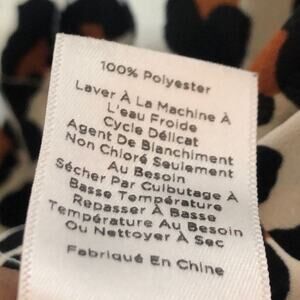 100% Polyester
Laver À La Machine À
L'eau Froide
Cycle Délicat
Agent De Blanchiment
Non Chloré Seulement
Au Besoin
Sécher Par Culbutage À
Basse Température
Repasser À Basse
Température Au Besoin
Ou Nettoyer À Sec
Fabriqué En Chine